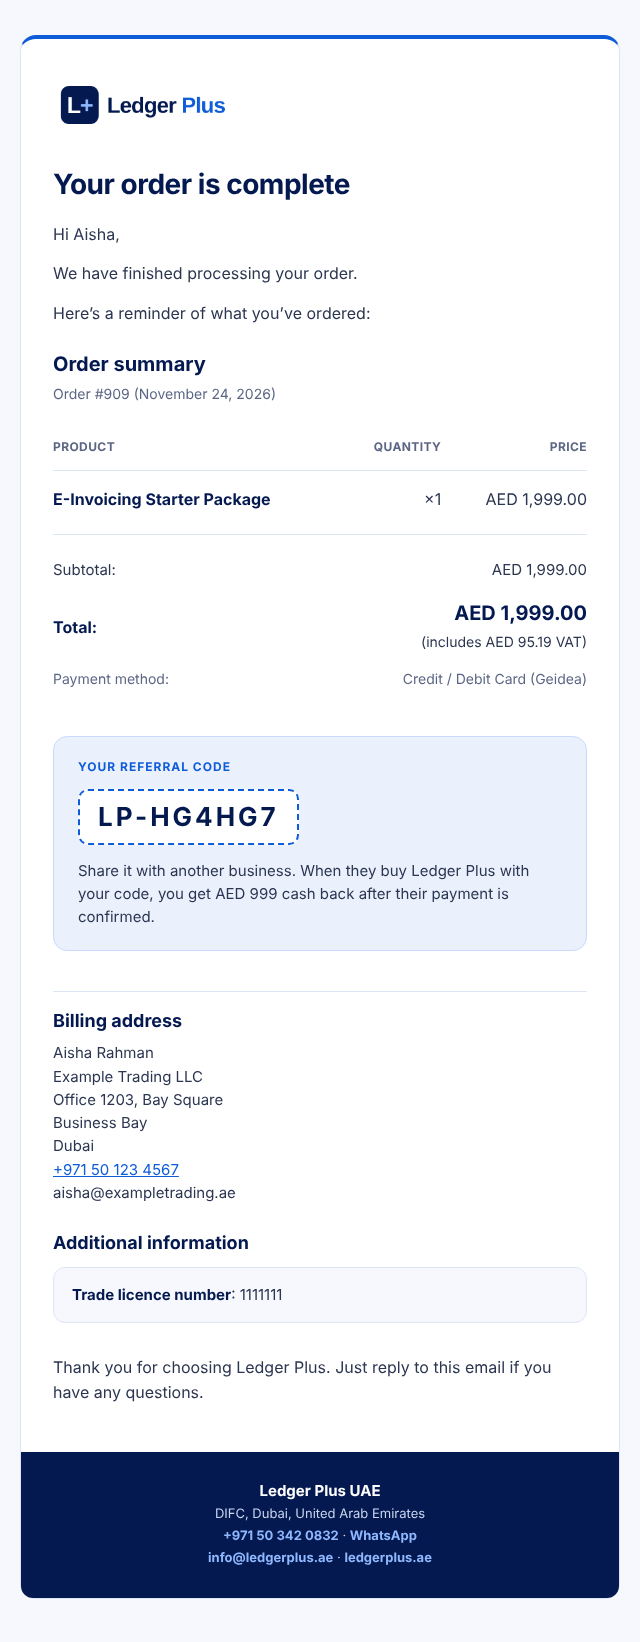 L+ Ledger Plus
Your order is complete
Hi Aisha,
We have finished processing your order.
Here’s a reminder of what you’ve ordered:
Order summary
Order #909 (November 24, 2026)
PRODUCT QUANTITY PRICE
E-Invoicing Starter Package ×1 AED 1,999.00
Subtotal: AED 1,999.00
Total: AED 1,999.00
(includes AED 95.19 VAT)
Payment method: Credit / Debit Card (Geidea)
YOUR REFERRAL CODE
LP-HG4HG7
Share it with another business. When they buy Ledger Plus with
your code, you get AED 999 cash back after their payment is
confirmed.
Billing address
Aisha Rahman
Example Trading LLC
Office 1203, Bay Square
Business Bay
Dubai
+971 50 123 4567
aisha@exampletrading.ae
Additional information
Trade licence number: 1111111
Thank you for choosing Ledger Plus. Just reply to this email if you
have any questions.
Ledger Plus UAE
DIFC, Dubai, United Arab Emirates
+971 50 342 0832 · WhatsApp
info@ledgerplus.ae · ledgerplus.ae